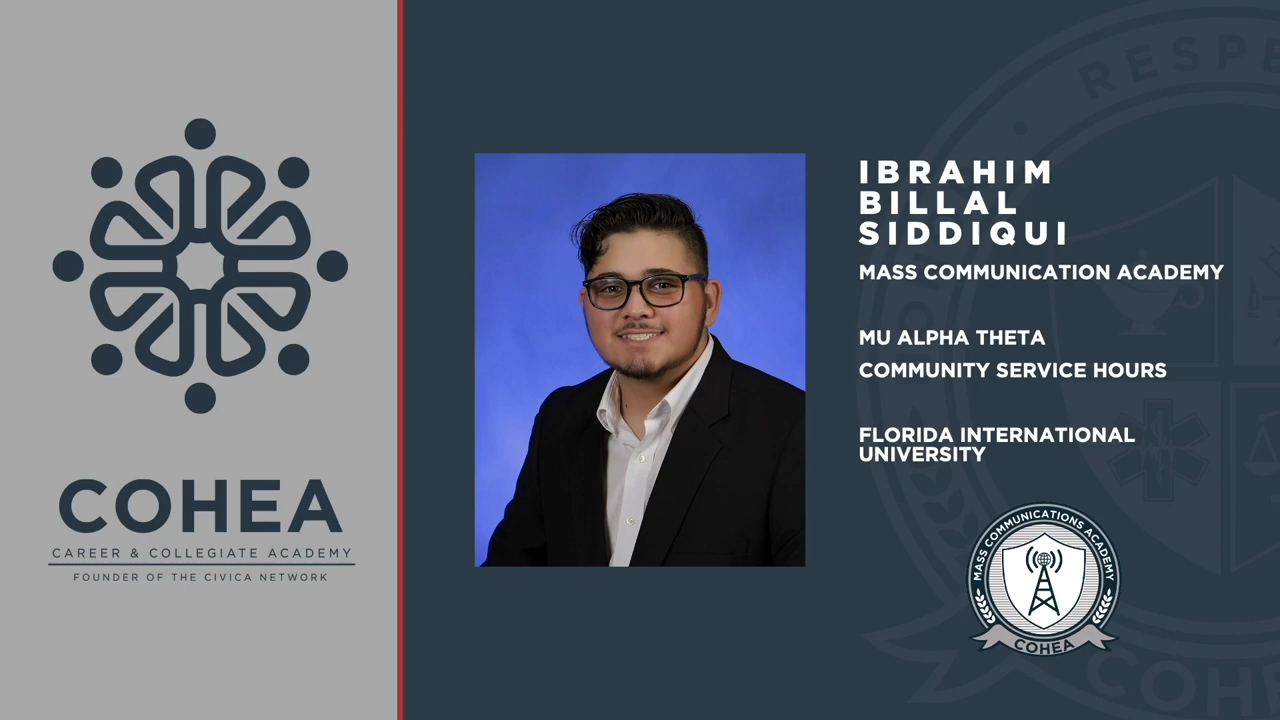 COHEA
CAREER & COLLEGIATE ACADEMY
FOUNDER OF THE CIVICA NETWORK
IBRAHIM
BILLAL
SIDDIQUI
MASS COMMUNICATION ACADEMY
MU ALPHA THETA
COMMUNITY SERVICE HOURS
FLORIDA INTERNATIONAL
UNIVERSITY
MASS COMMUNICATIONS ACADEMY
COHEA